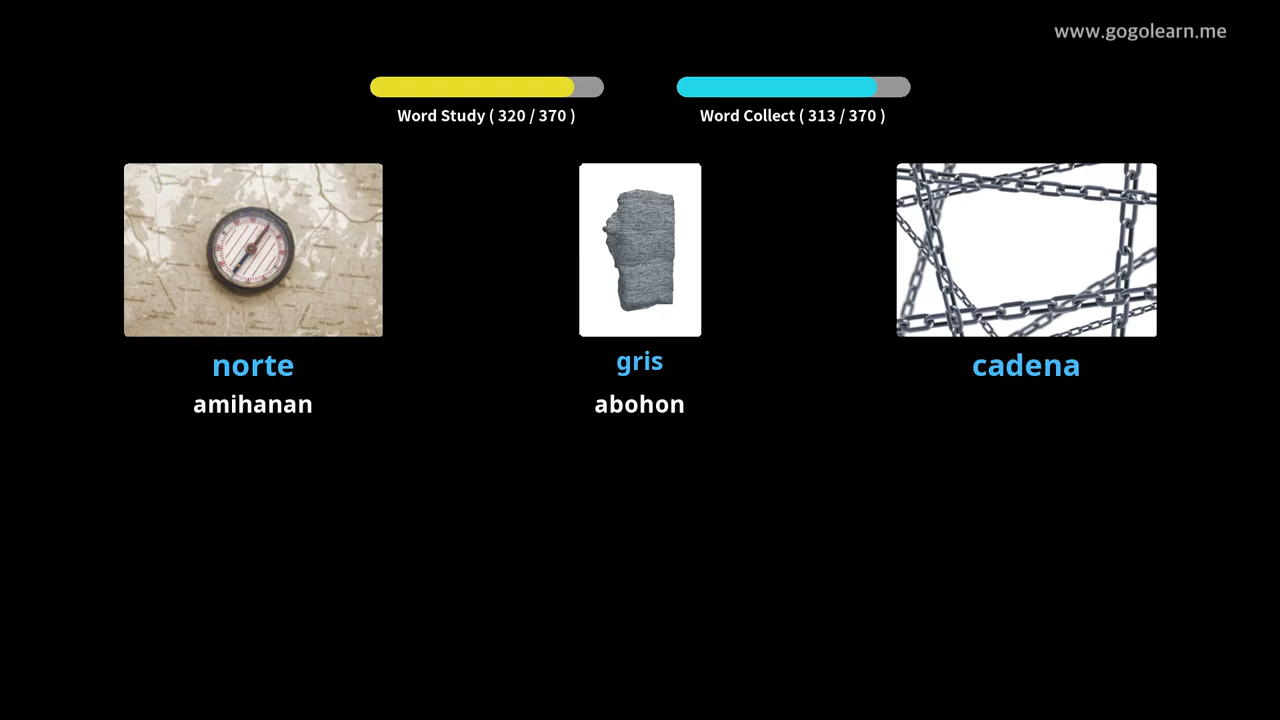 www.gogolearn.me
Word Study ( 320 / 370 )
Word Collect ( 313 / 370 )
norte
amihanan
gris
abohon
cadena